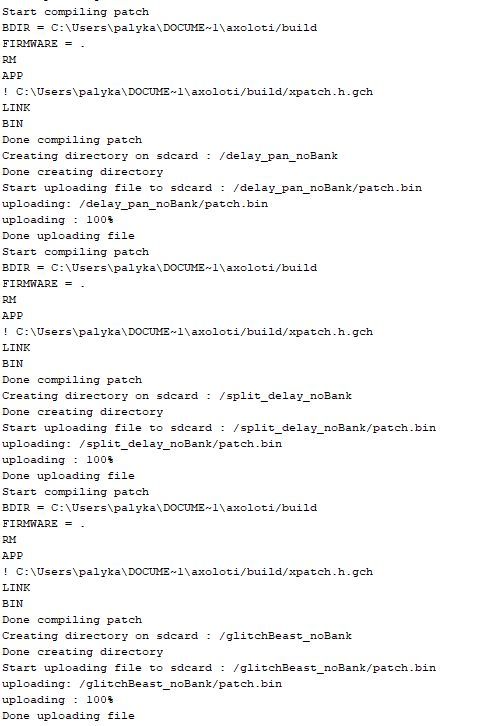 Start compiling patch
BDIR = C:\Users\palyka\DOCUME~1\axoloti/build
FIRMWARE = .
RM
APP
! C:\Users\palyka\DOCUME~1\axoloti/build/xpatch.h.gch
LINK
BIN
Done compiling patch
Creating directory on sdcard : /delay_pan_noBank
Done creating directory
Start uploading file to sdcard : /delay_pan_noBank/patch.bin
uploading: /delay_pan_noBank/patch.bin
uploading : 100%
Done uploading file
Start compiling patch
BDIR = C:\Users\palyka\DOCUME~1\axoloti/build
FIRMWARE = .
RM
APP
! C:\Users\palyka\DOCUME~1\axoloti/build/xpatch.h.gch
LINK
BIN
Done compiling patch
Creating directory on sdcard : /split_delay_noBank
Done creating directory
Start uploading file to sdcard : /split_delay_noBank/patch.bin
uploading: /split_delay_noBank/patch.bin
uploading : 100%
Done uploading file
Start compiling patch
BDIR = C:\Users\palyka\DOCUME~1\axoloti/build
FIRMWARE = .
RM
APP
! C:\Users\palyka\DOCUME~1\axoloti/build/xpatch.h.gch
LINK
BIN
Done compiling patch
Creating directory on sdcard : /glitchBeast_noBank
Done creating directory
Start uploading file to sdcard : /glitchBeast_noBank/patch.bin
uploading: /glitchBeast_noBank/patch.bin
uploading : 100%
Done uploading file